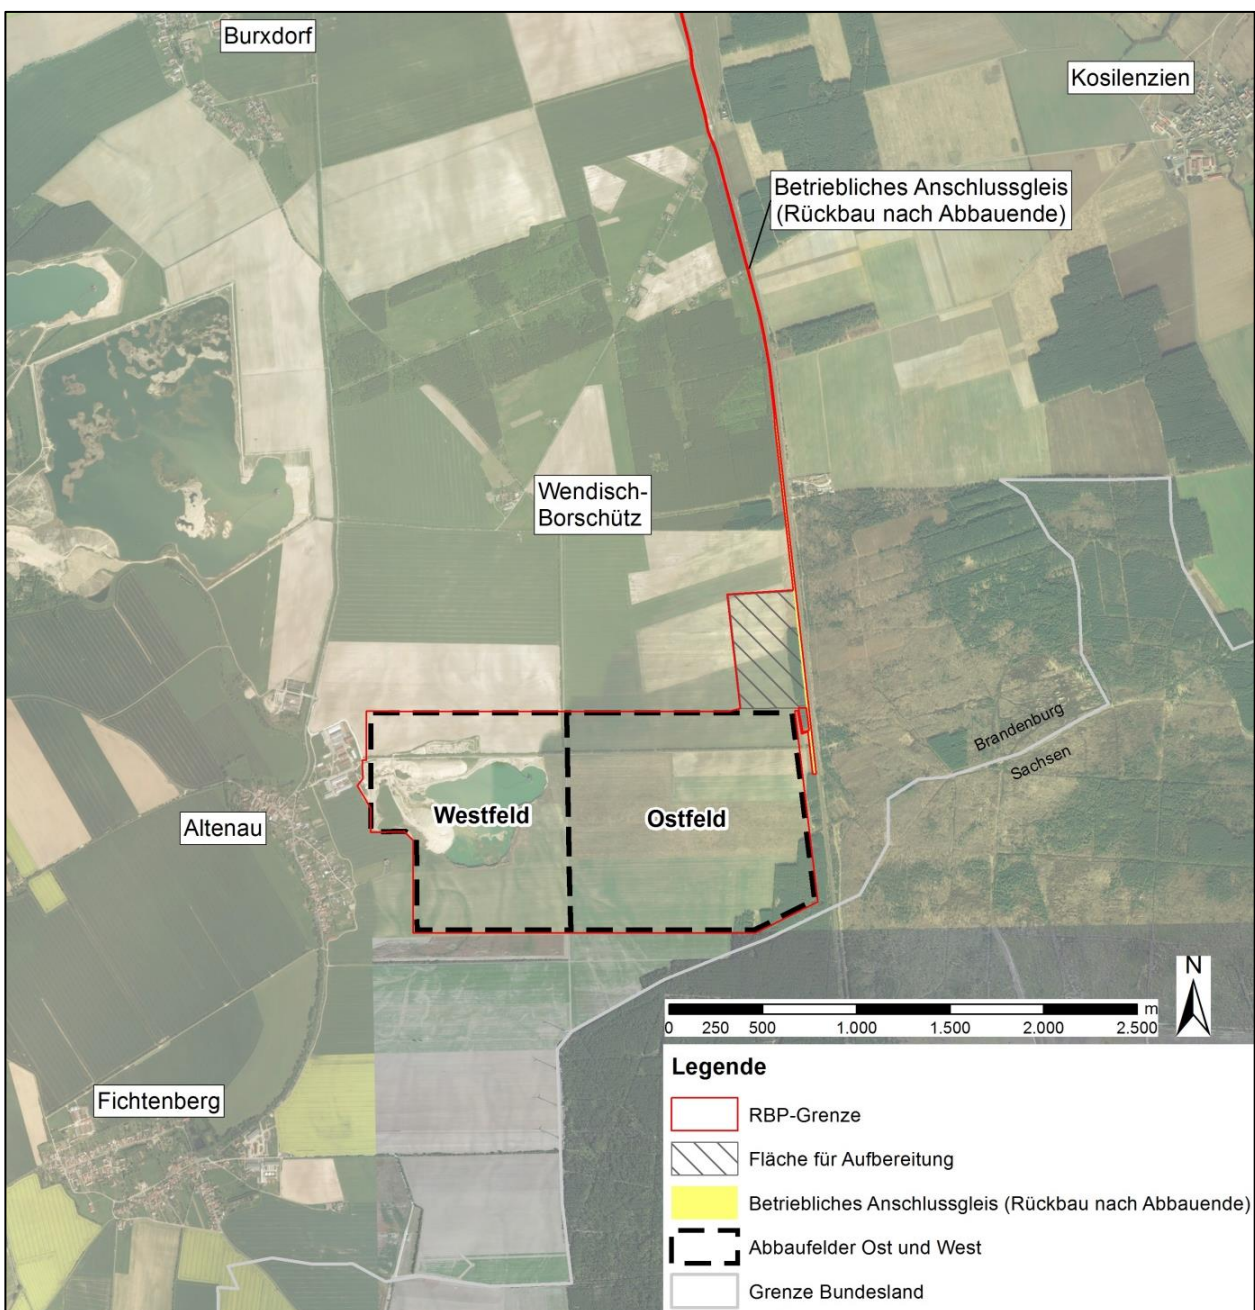 Burxdorf
Kosilenzien
Betriebliches Anschlussgleis
(Rückbau nach Abbauende)
Wendisch-
Borschütz
Brandenburg
Sachsen
Westfeld
Ostfeld
Altenau
N
m
0 250 500 1.000 1.500 2.000 2.500
Fichtenberg
Legende
RBP-Grenze
Fläche für Aufbereitung
Betriebliches Anschlussgleis (Rückbau nach Abbauende)
Abbaufelder Ost und West
Grenze Bundesland